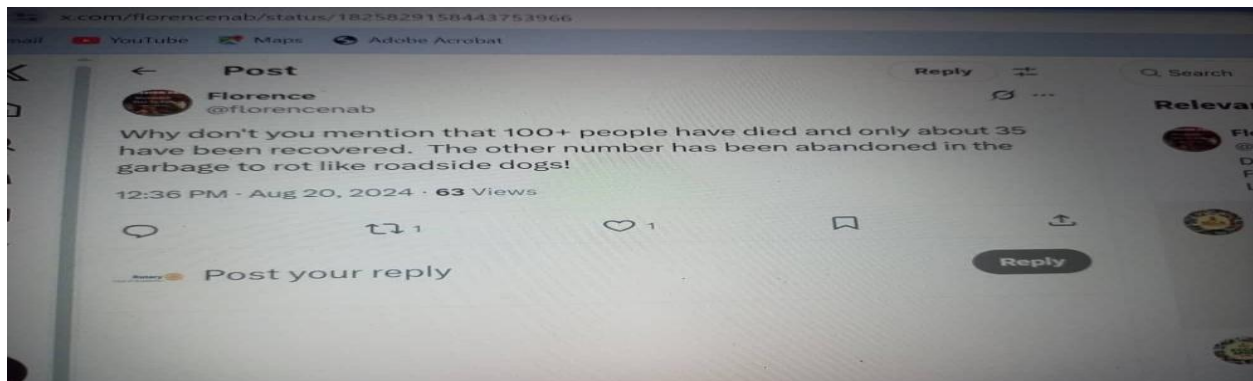 x.com/florencenab/status/1825829158443753966
YouTube Maps Adobe Acrobat
Post
Reply
Search
Florence
@florencenab
Why don't you mention that 100+ people have died and only about 35
have been recovered. The other number has been abandoned in the
garbage to rot like roadside dogs!
12:36 PM - Aug 20, 2024 · 63 Views
1
1
Post your reply
Reply